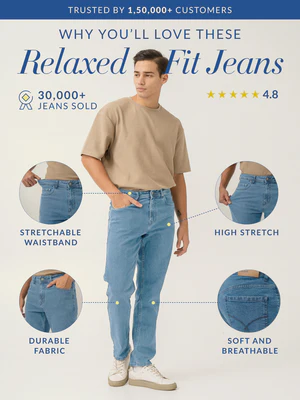 TRUSTED BY 1,50,000+ CUSTOMERS
WHY YOU'LL LOVE THESE
Relaxed Fit Jeans
30,000+
JEANS SOLD
4.8
STRETCHABLE
WAISTBAND
HIGH STRETCH
DURABLE
FABRIC
SOFT AND
BREATHABLE